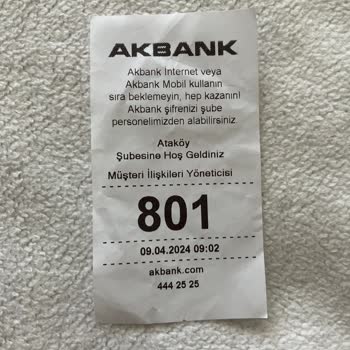 AKBANK
Akbank Internet veya
Akbank Mobil kullanın
sıra beklemeyin, hep kazanın!
Akbank şifrenizi şube
personelimizden alabilirsiniz
Ataköy
Şubesine Hoş Geldiniz
Müşteri İlişkileri Yöneticisi
801
09.04.2024 09:02
akbank.com
444 25 25